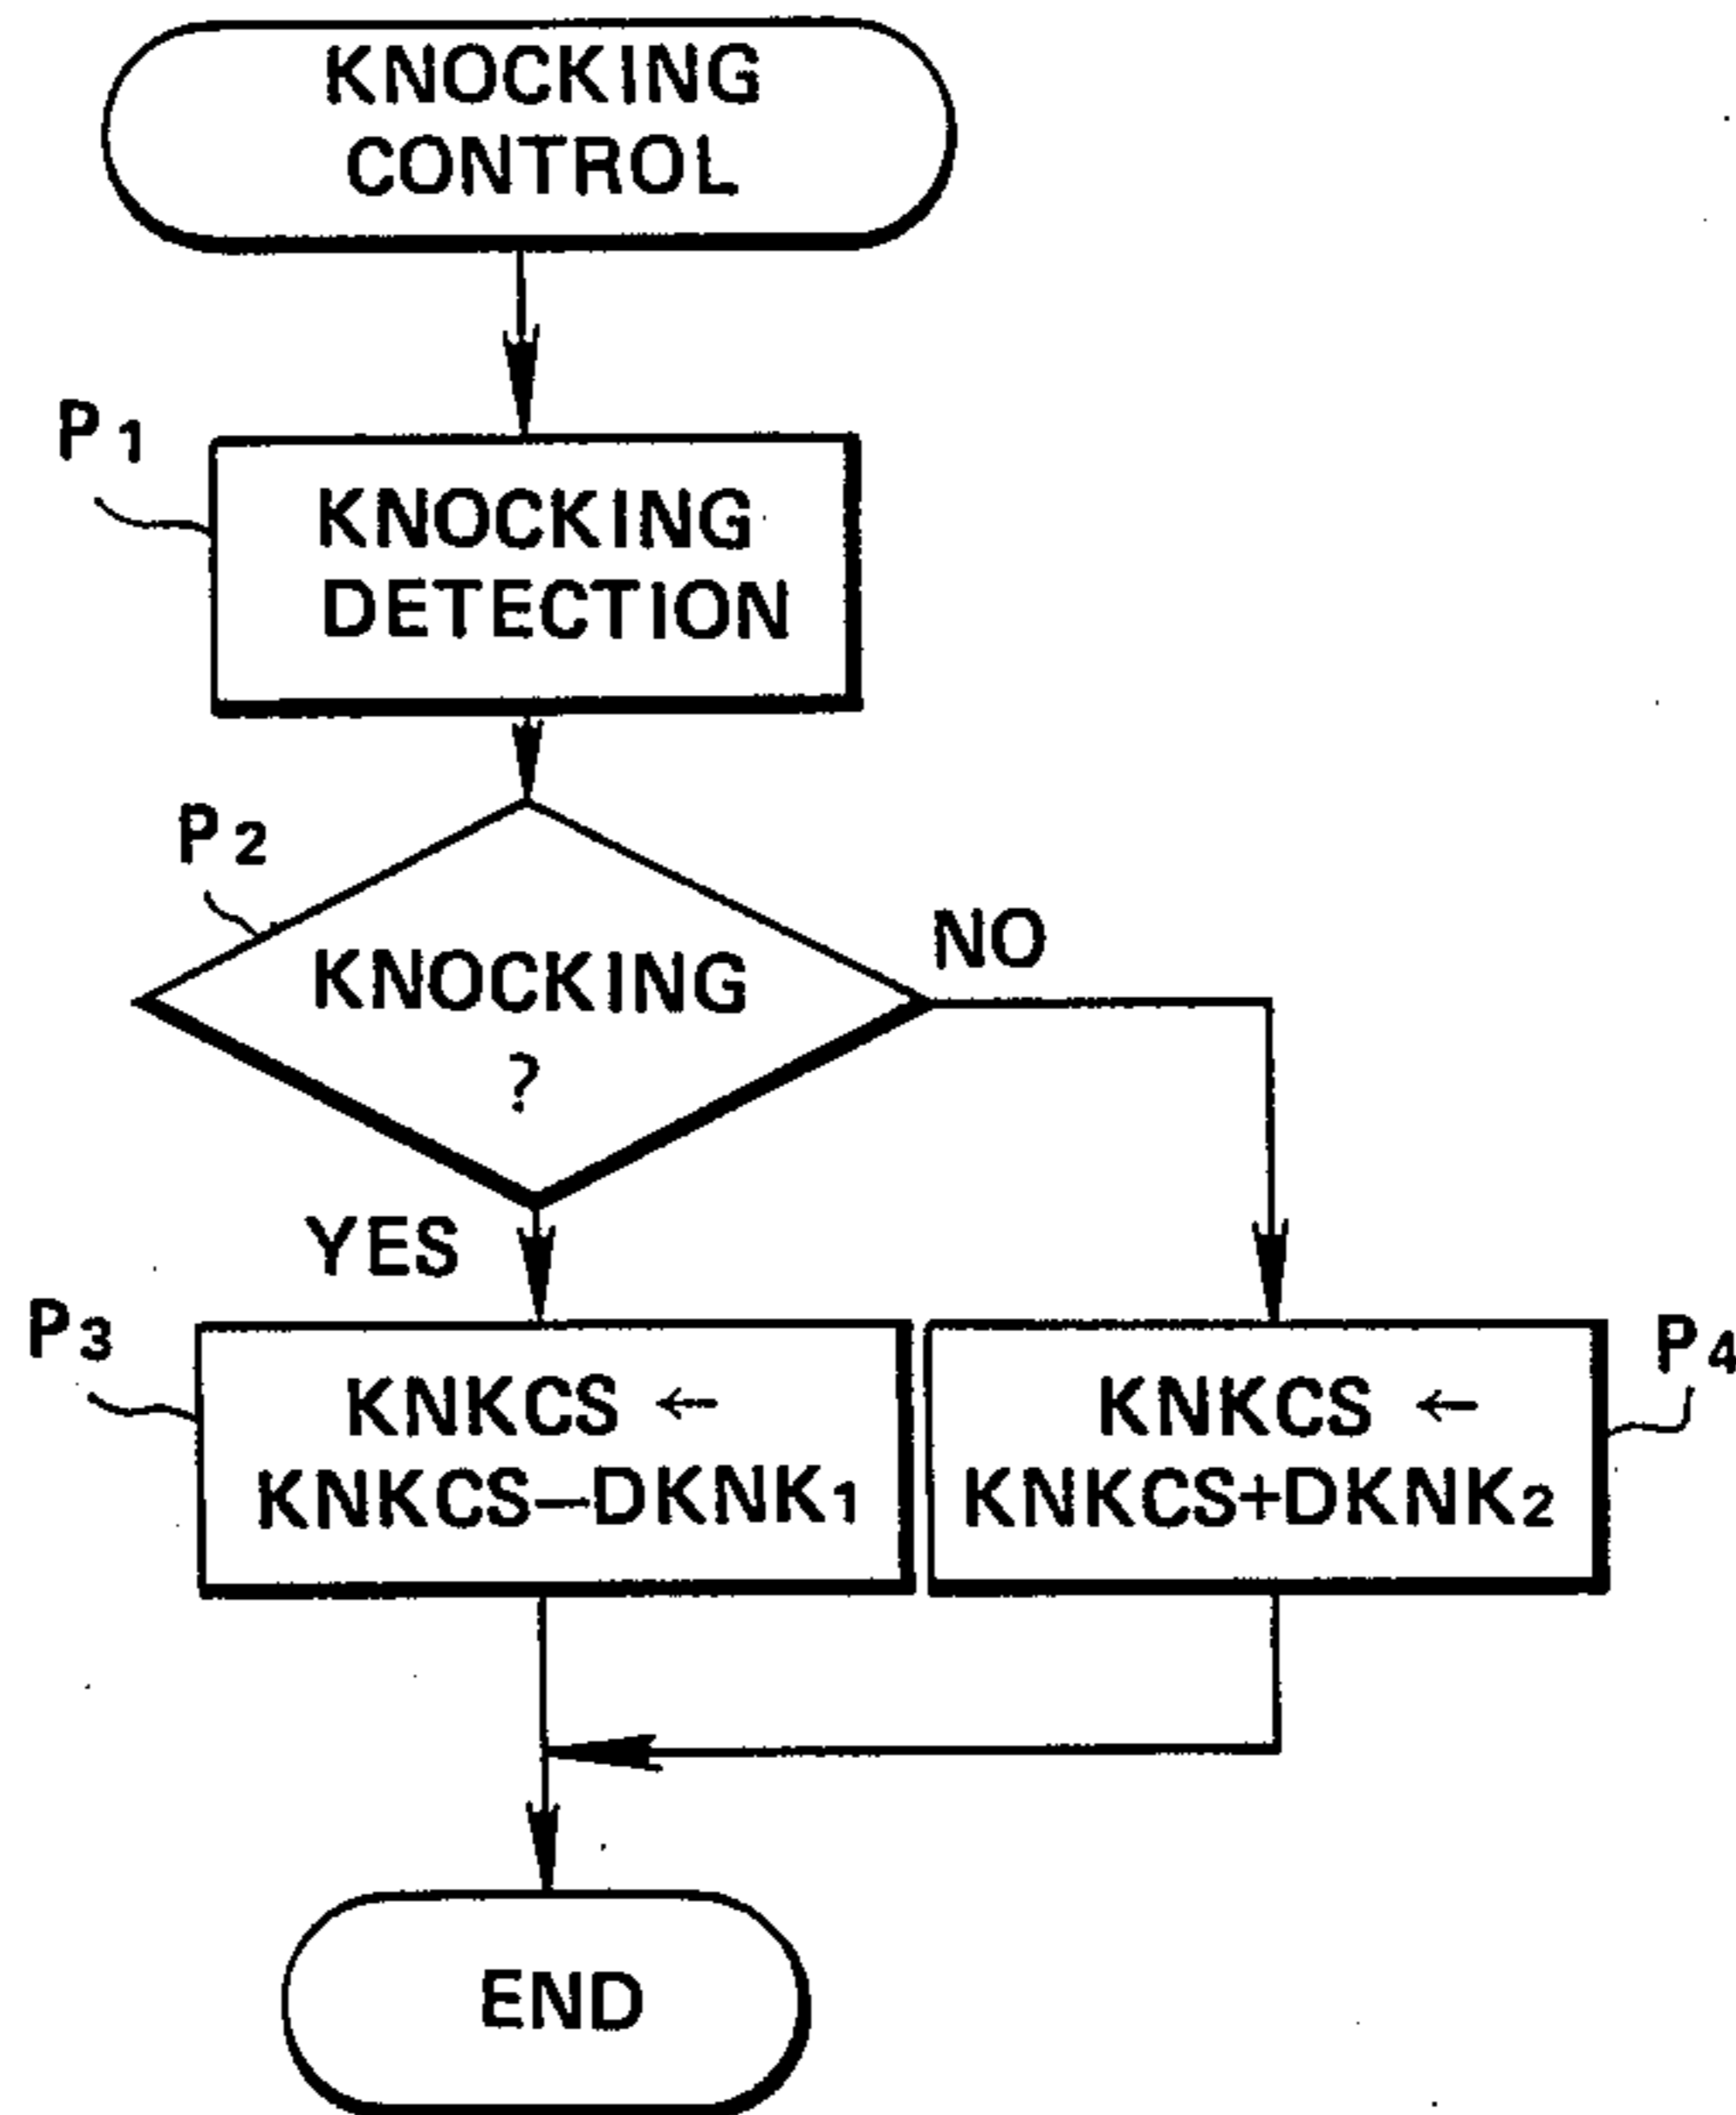 KNOCKING
CONTROL
P1
KNOCKING
DETECTION
P2
KNOCKING
?
NO
YES
P3
KNKCS ←
KNKCS−DKNK1
P4
KNKCS ←
KNKCS+DKNK2
END